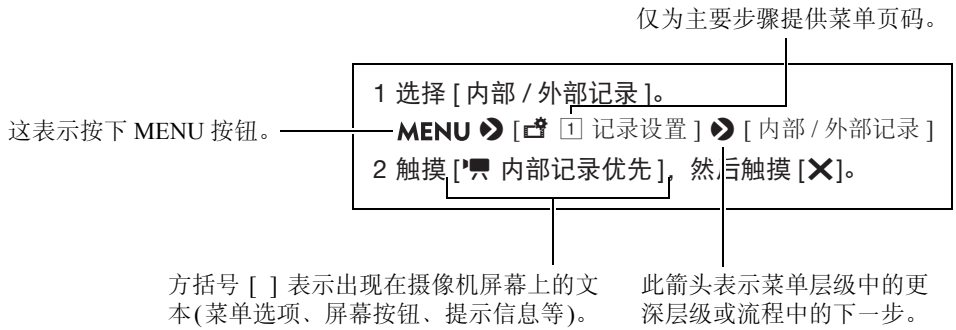 仅为主要步骤提供菜单页码。
1 选择 [ 内部 / 外部记录 ]。
这表示按下 MENU 按钮。
MENU [ 1 记录设置 ] [ 内部 / 外部记录 ]
2 触摸 [ 内部记录优先 ]，然后触摸 [✕]。
方括号 [ ] 表示出现在摄像机屏幕上的文
本(菜单选项、屏幕按钮、提示信息等)。
此箭头表示菜单层级中的更
深层级或流程中的下一步。